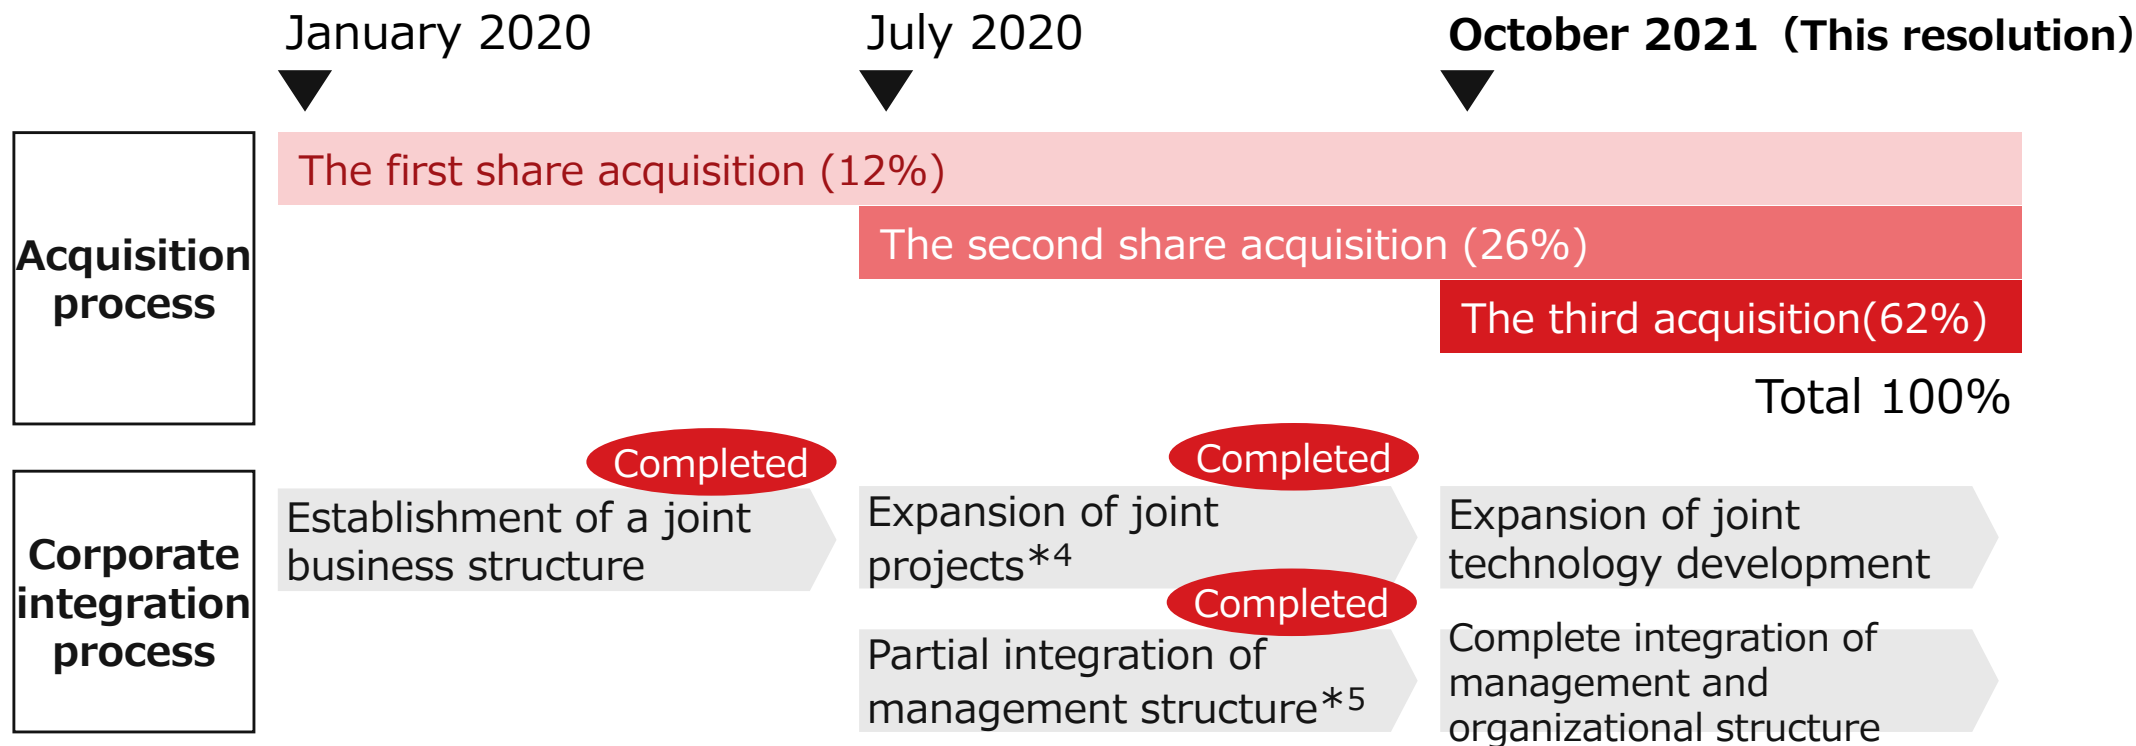 January 2020
July 2020
October 2021 (This resolution)
Acquisition
process
The first share acquisition (12%)
The second share acquisition (26%)
The third acquisition(62%)
Total 100%
Corporate
integration
process
Completed
Establishment of a joint
business structure
Completed
Expansion of joint
projects*4
Completed
Partial integration of
management structure*5
Expansion of joint
technology development
Complete integration of
management and
organizational structure